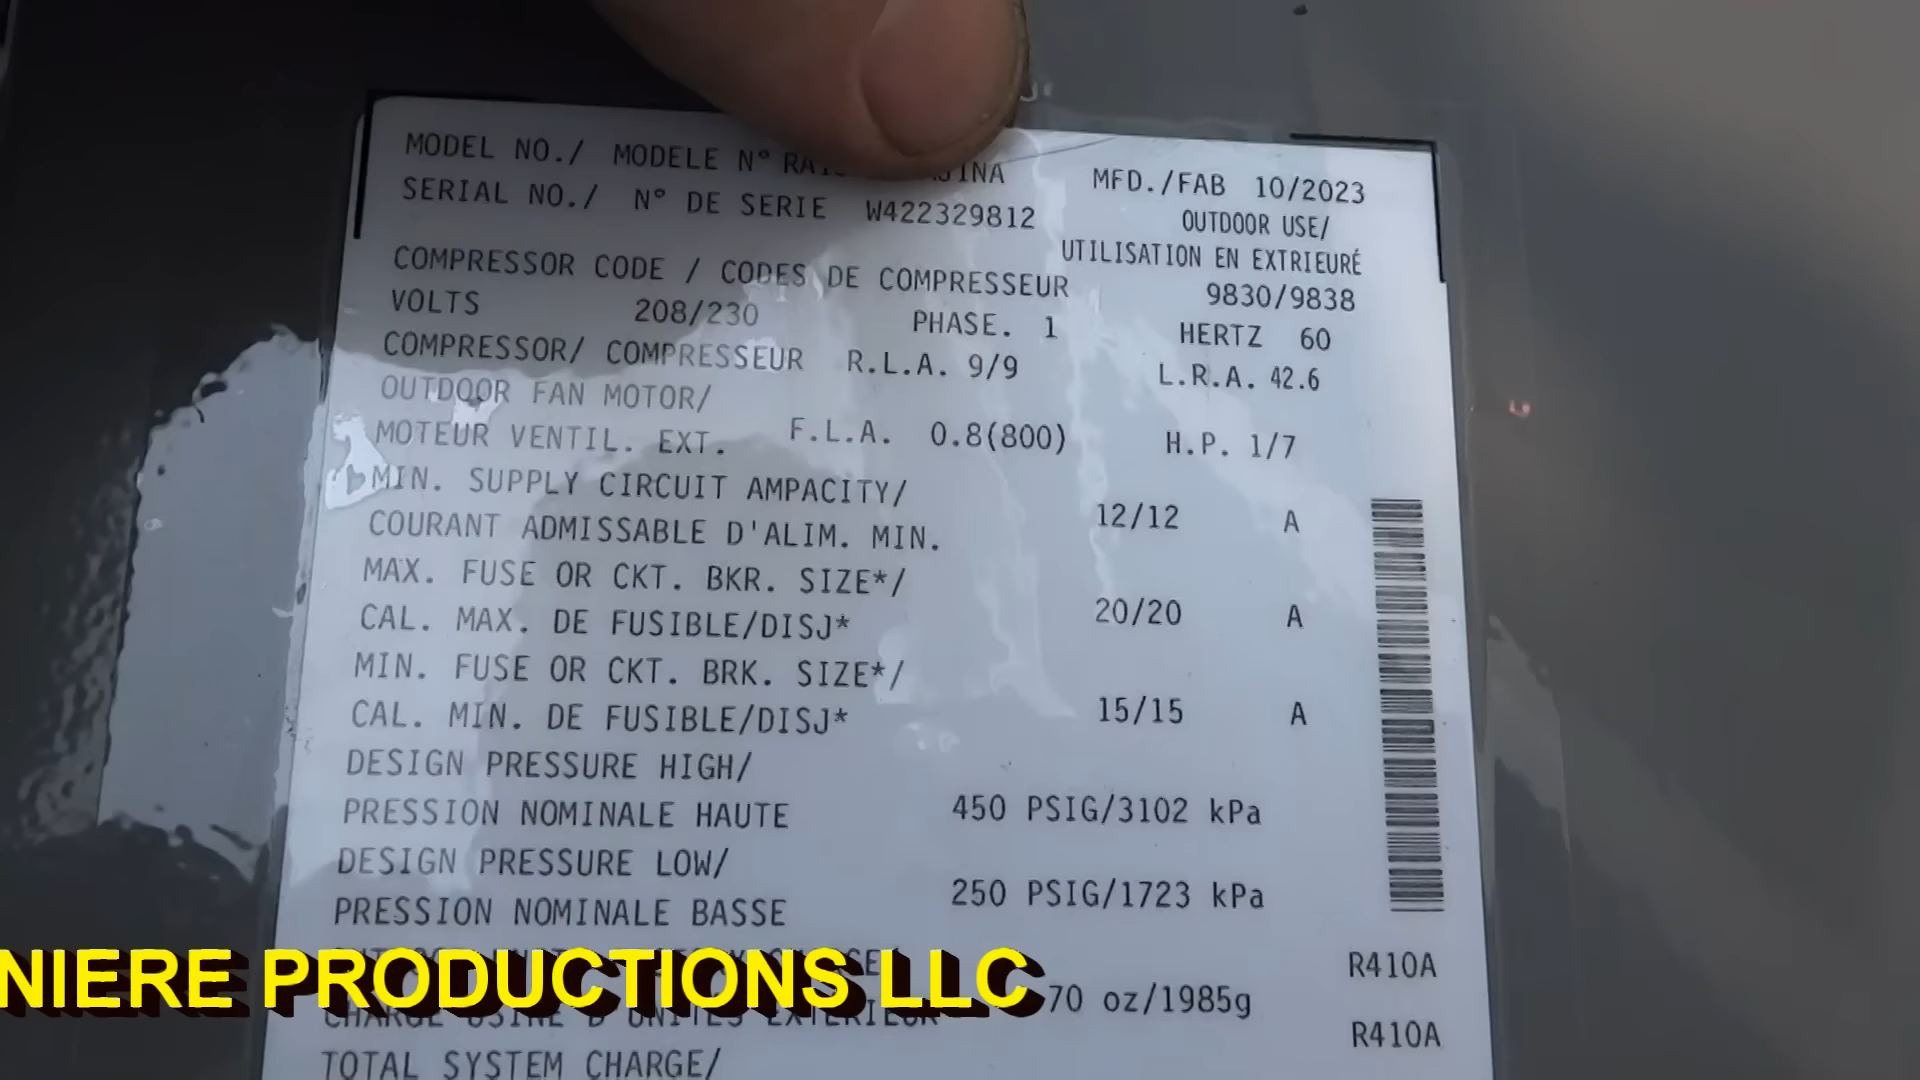 MODEL NO./ MODELE N°
MFD./FAB 10/2023
SERIAL NO./ N° DE SERIE W422329812
OUTDOOR USE/
UTILISATION EN EXTRIEURÉ
COMPRESSOR CODE / CODES DE COMPRESSEUR 9830/9838
VOLTS 208/230 PHASE. 1 HERTZ 60
COMPRESSOR/ COMPRESSEUR R.L.A. 9/9 L.R.A. 42.6
OUTDOOR FAN MOTOR/
MOTEUR VENTIL. EXT. F.L.A. 0.8(800) H.P. 1/7
MIN. SUPPLY CIRCUIT AMPACITY/
COURANT ADMISSABLE D'ALIM. MIN. 12/12 A
MAX. FUSE OR CKT. BKR. SIZE*/
CAL. MAX. DE FUSIBLE/DISJ* 20/20 A
MIN. FUSE OR CKT. BRK. SIZE*/
CAL. MIN. DE FUSIBLE/DISJ* 15/15 A
DESIGN PRESSURE HIGH/
PRESSION NOMINALE HAUTE 450 PSIG/3102 kPa
DESIGN PRESSURE LOW/
PRESSION NOMINALE BASSE 250 PSIG/1723 kPa
R410A
NIERE PRODUCTIONS LLC
70 oz/1985g
R410A
TOTAL SYSTEM CHARGE/